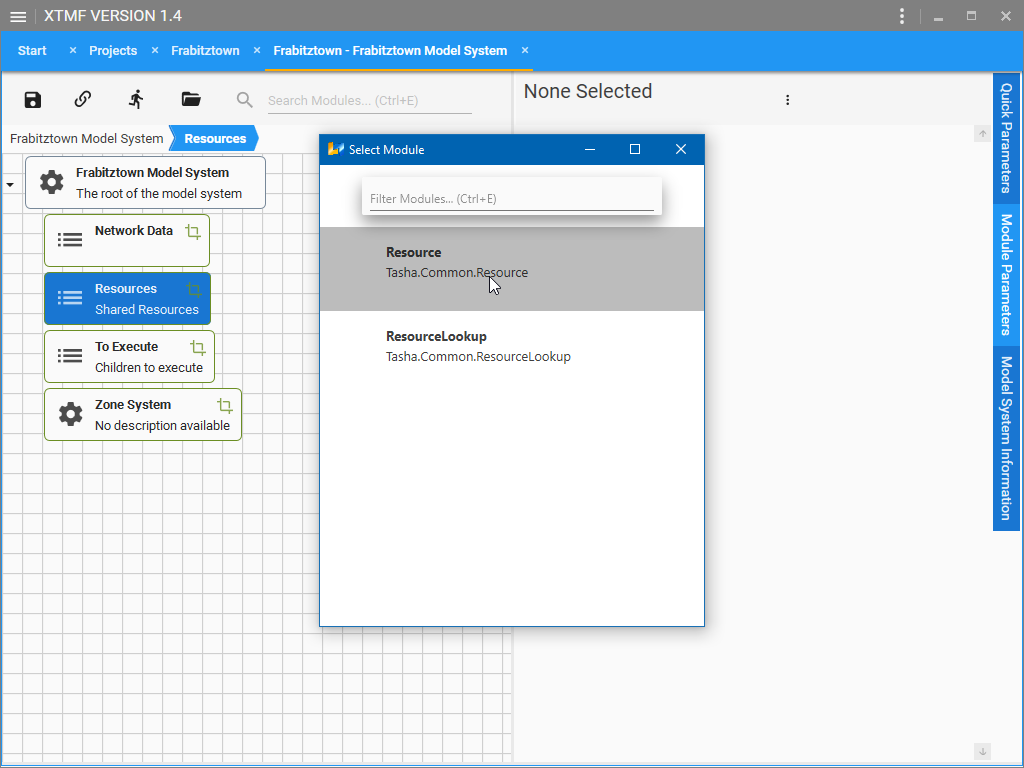 XTMF VERSION 1.4
Start × Projects × Frabitztown × Frabitztown - Frabitztown Model System ×
Search Modules... (Ctrl+E)
None Selected
Frabitztown Model System Resources
Frabitztown Model System
The root of the model system
Network Data
Resources
Shared Resources
To Execute
Children to execute
Zone System
No description available
Select Module
Filter Modules... (Ctrl+E)
Resource
Tasha.Common.Resource
ResourceLookup
Tasha.Common.ResourceLookup
Quick Parameters
Module Parameters
Model System Information